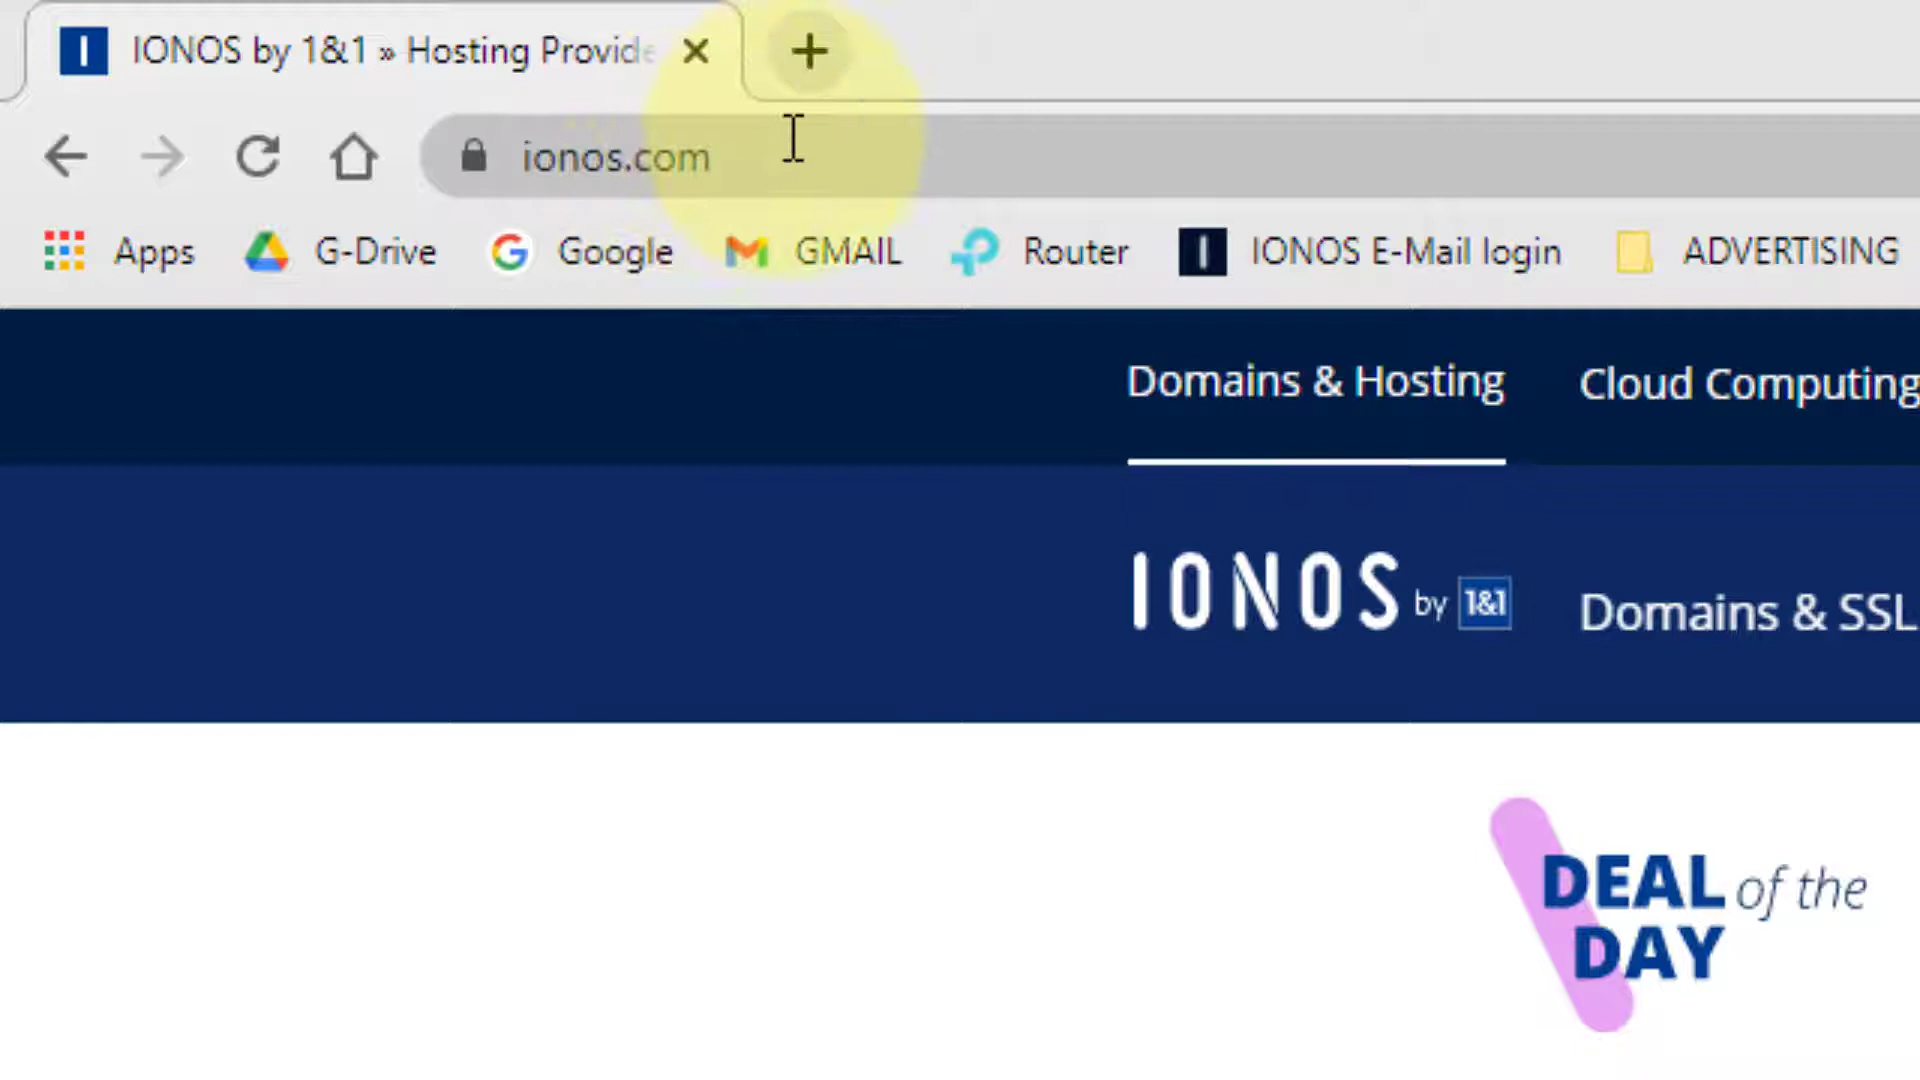 IONOS by 1&1 » Hosting Provide
ionos.com
Apps G-Drive Google GMAIL Router IONOS E-Mail login ADVERTISING
Domains & Hosting Cloud Computing
IONOS by 1&1 Domains & SSL
DEAL of the
DAY